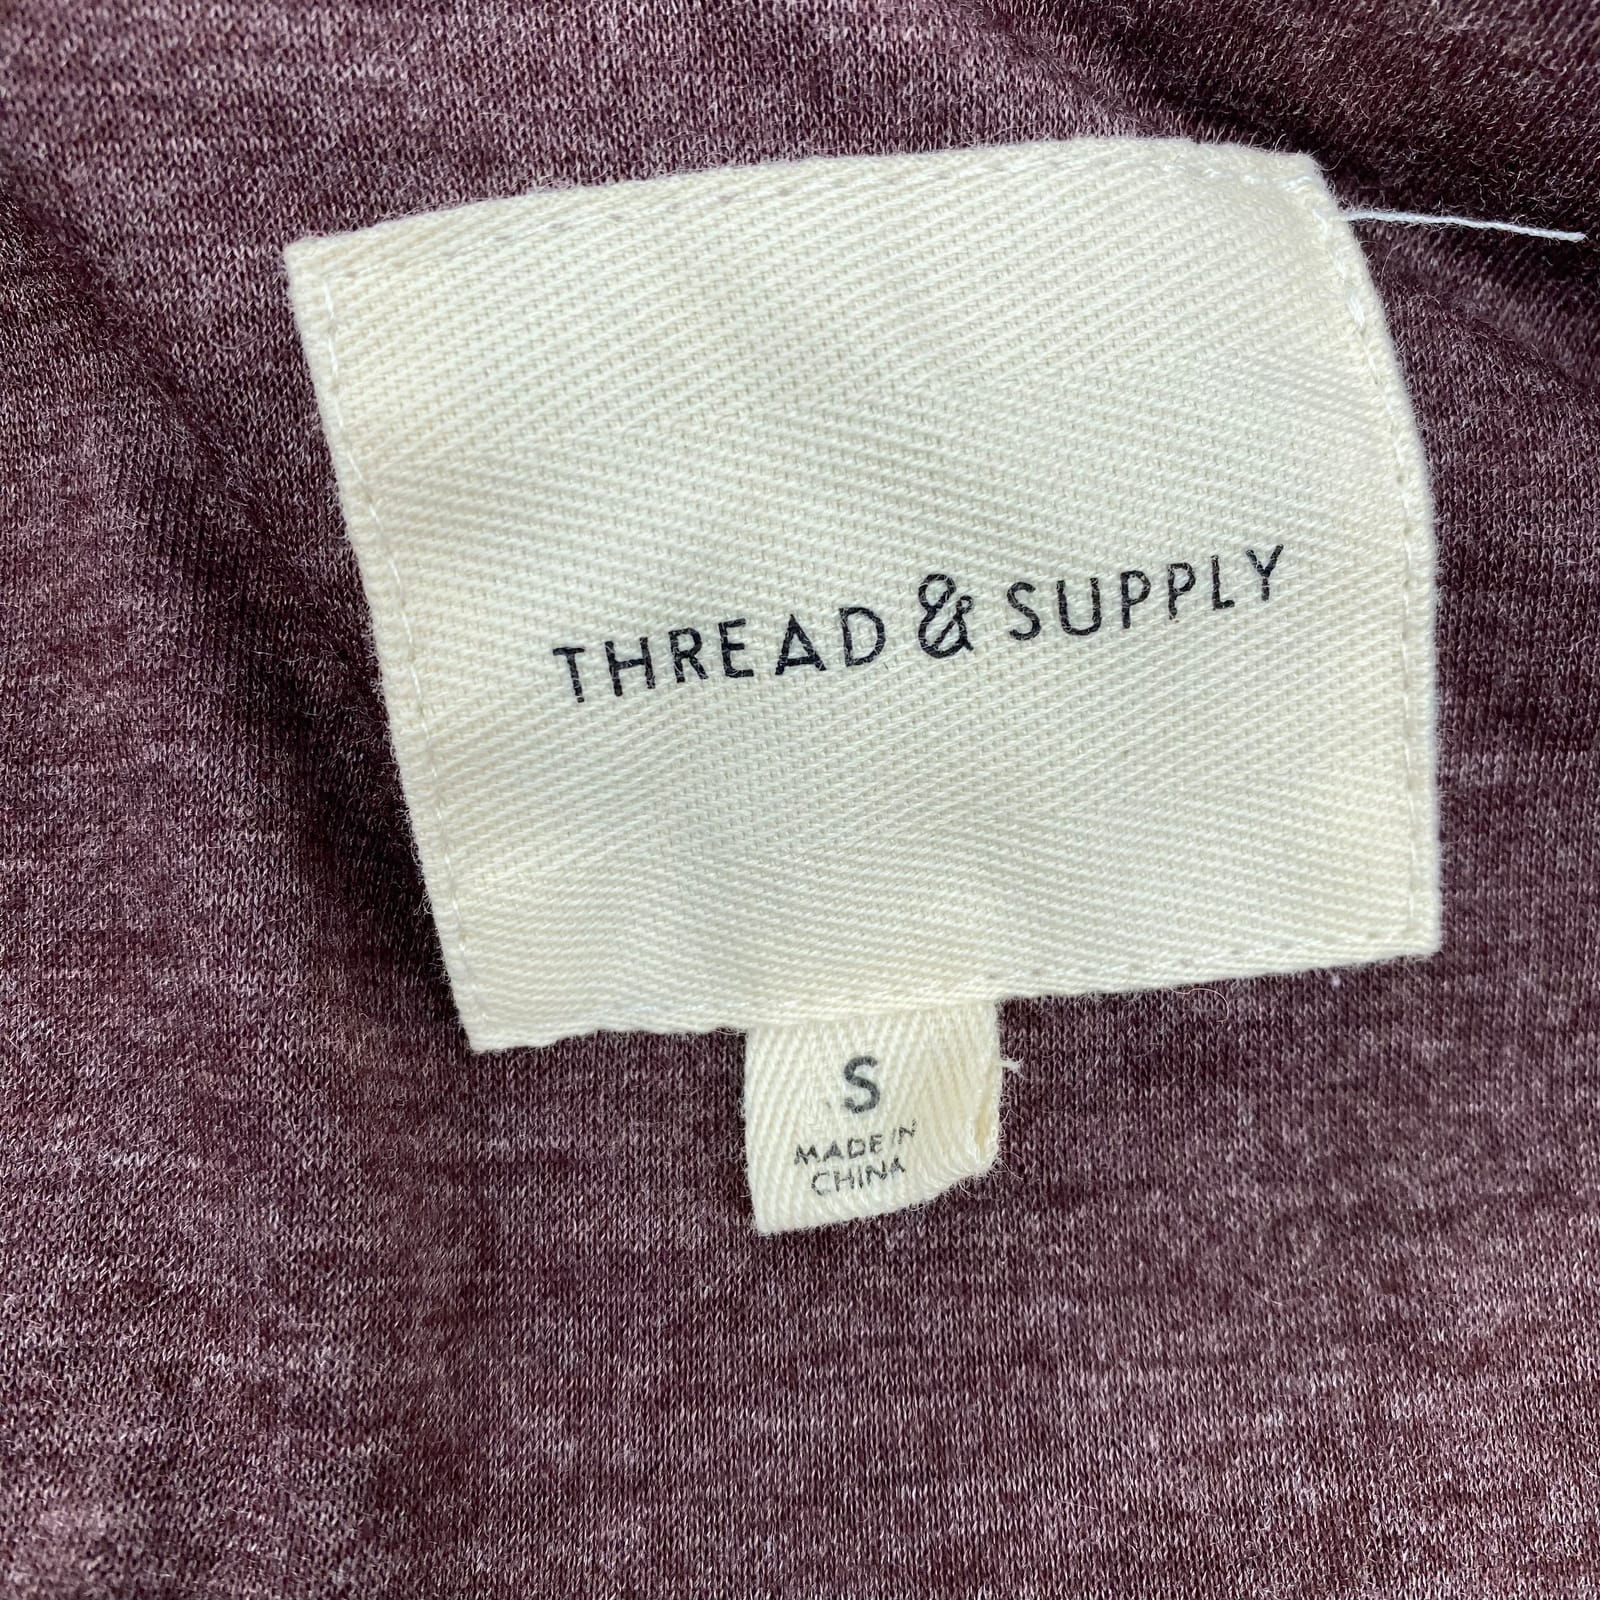 THREAD & SUPPLY
S
MADE IN
CHINA